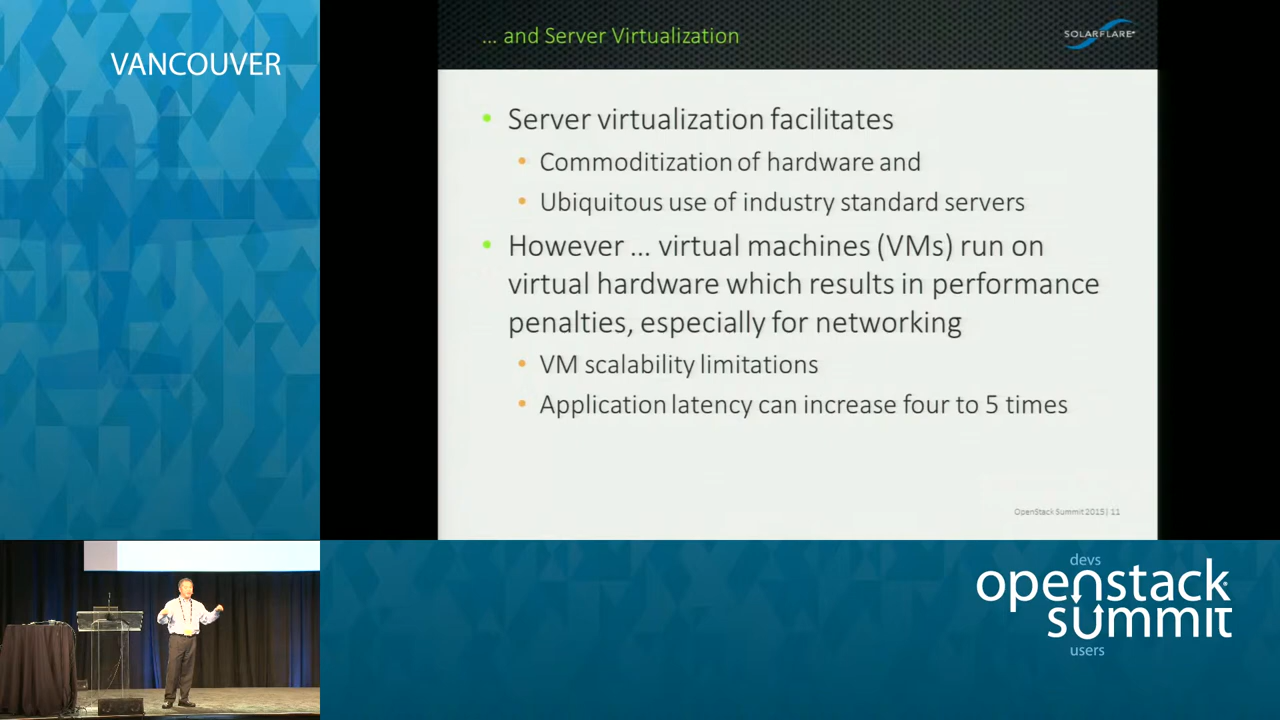 VANCOUVER
... and Server Virtualization
SOLARFLARE
Server virtualization facilitates
Commoditization of hardware and
Ubiquitous use of industry standard servers
However ... virtual machines (VMs) run on
virtual hardware which results in performance
penalties, especially for networking
VM scalability limitations
Application latency can increase four to 5 times
OpenStack Summit 2015 | 11
devs
openstack
summit
users